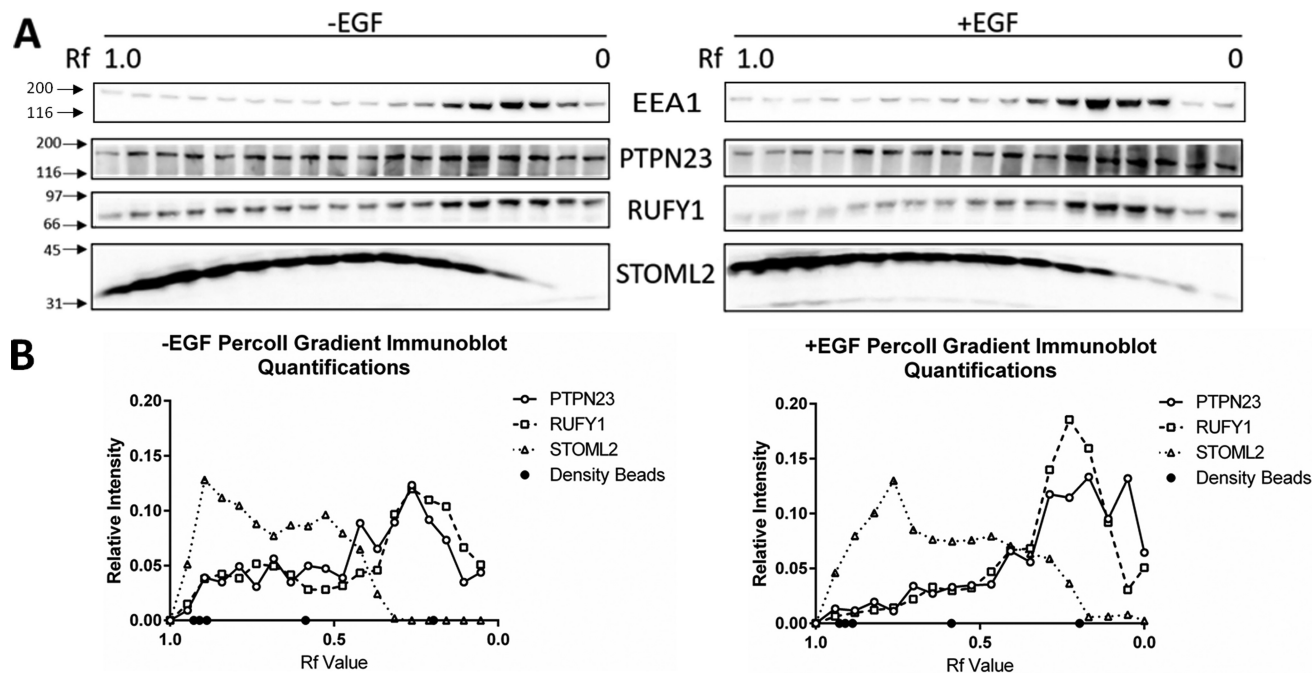 A
-EGF
+EGF
Rf 1.0 0
Rf 1.0 0
200
116
EEA1
200
116
PTPN23
97
66
RUFY1
45
31
STOML2
B
-EGF Percoll Gradient Immunoblot
Quantifications
+EGF Percoll Gradient Immunoblot
Quantifications
PTPN23
RUFY1
STOML2
Density Beads
0.20
0.15
0.10
0.05
0.00
Relative Intensity
1.0 0.5 0.0
Rf Value
PTPN23
RUFY1
STOML2
Density Beads
0.20
0.15
0.10
0.05
0.00
Relative Intensity
1.0 0.5 0.0
Rf Value